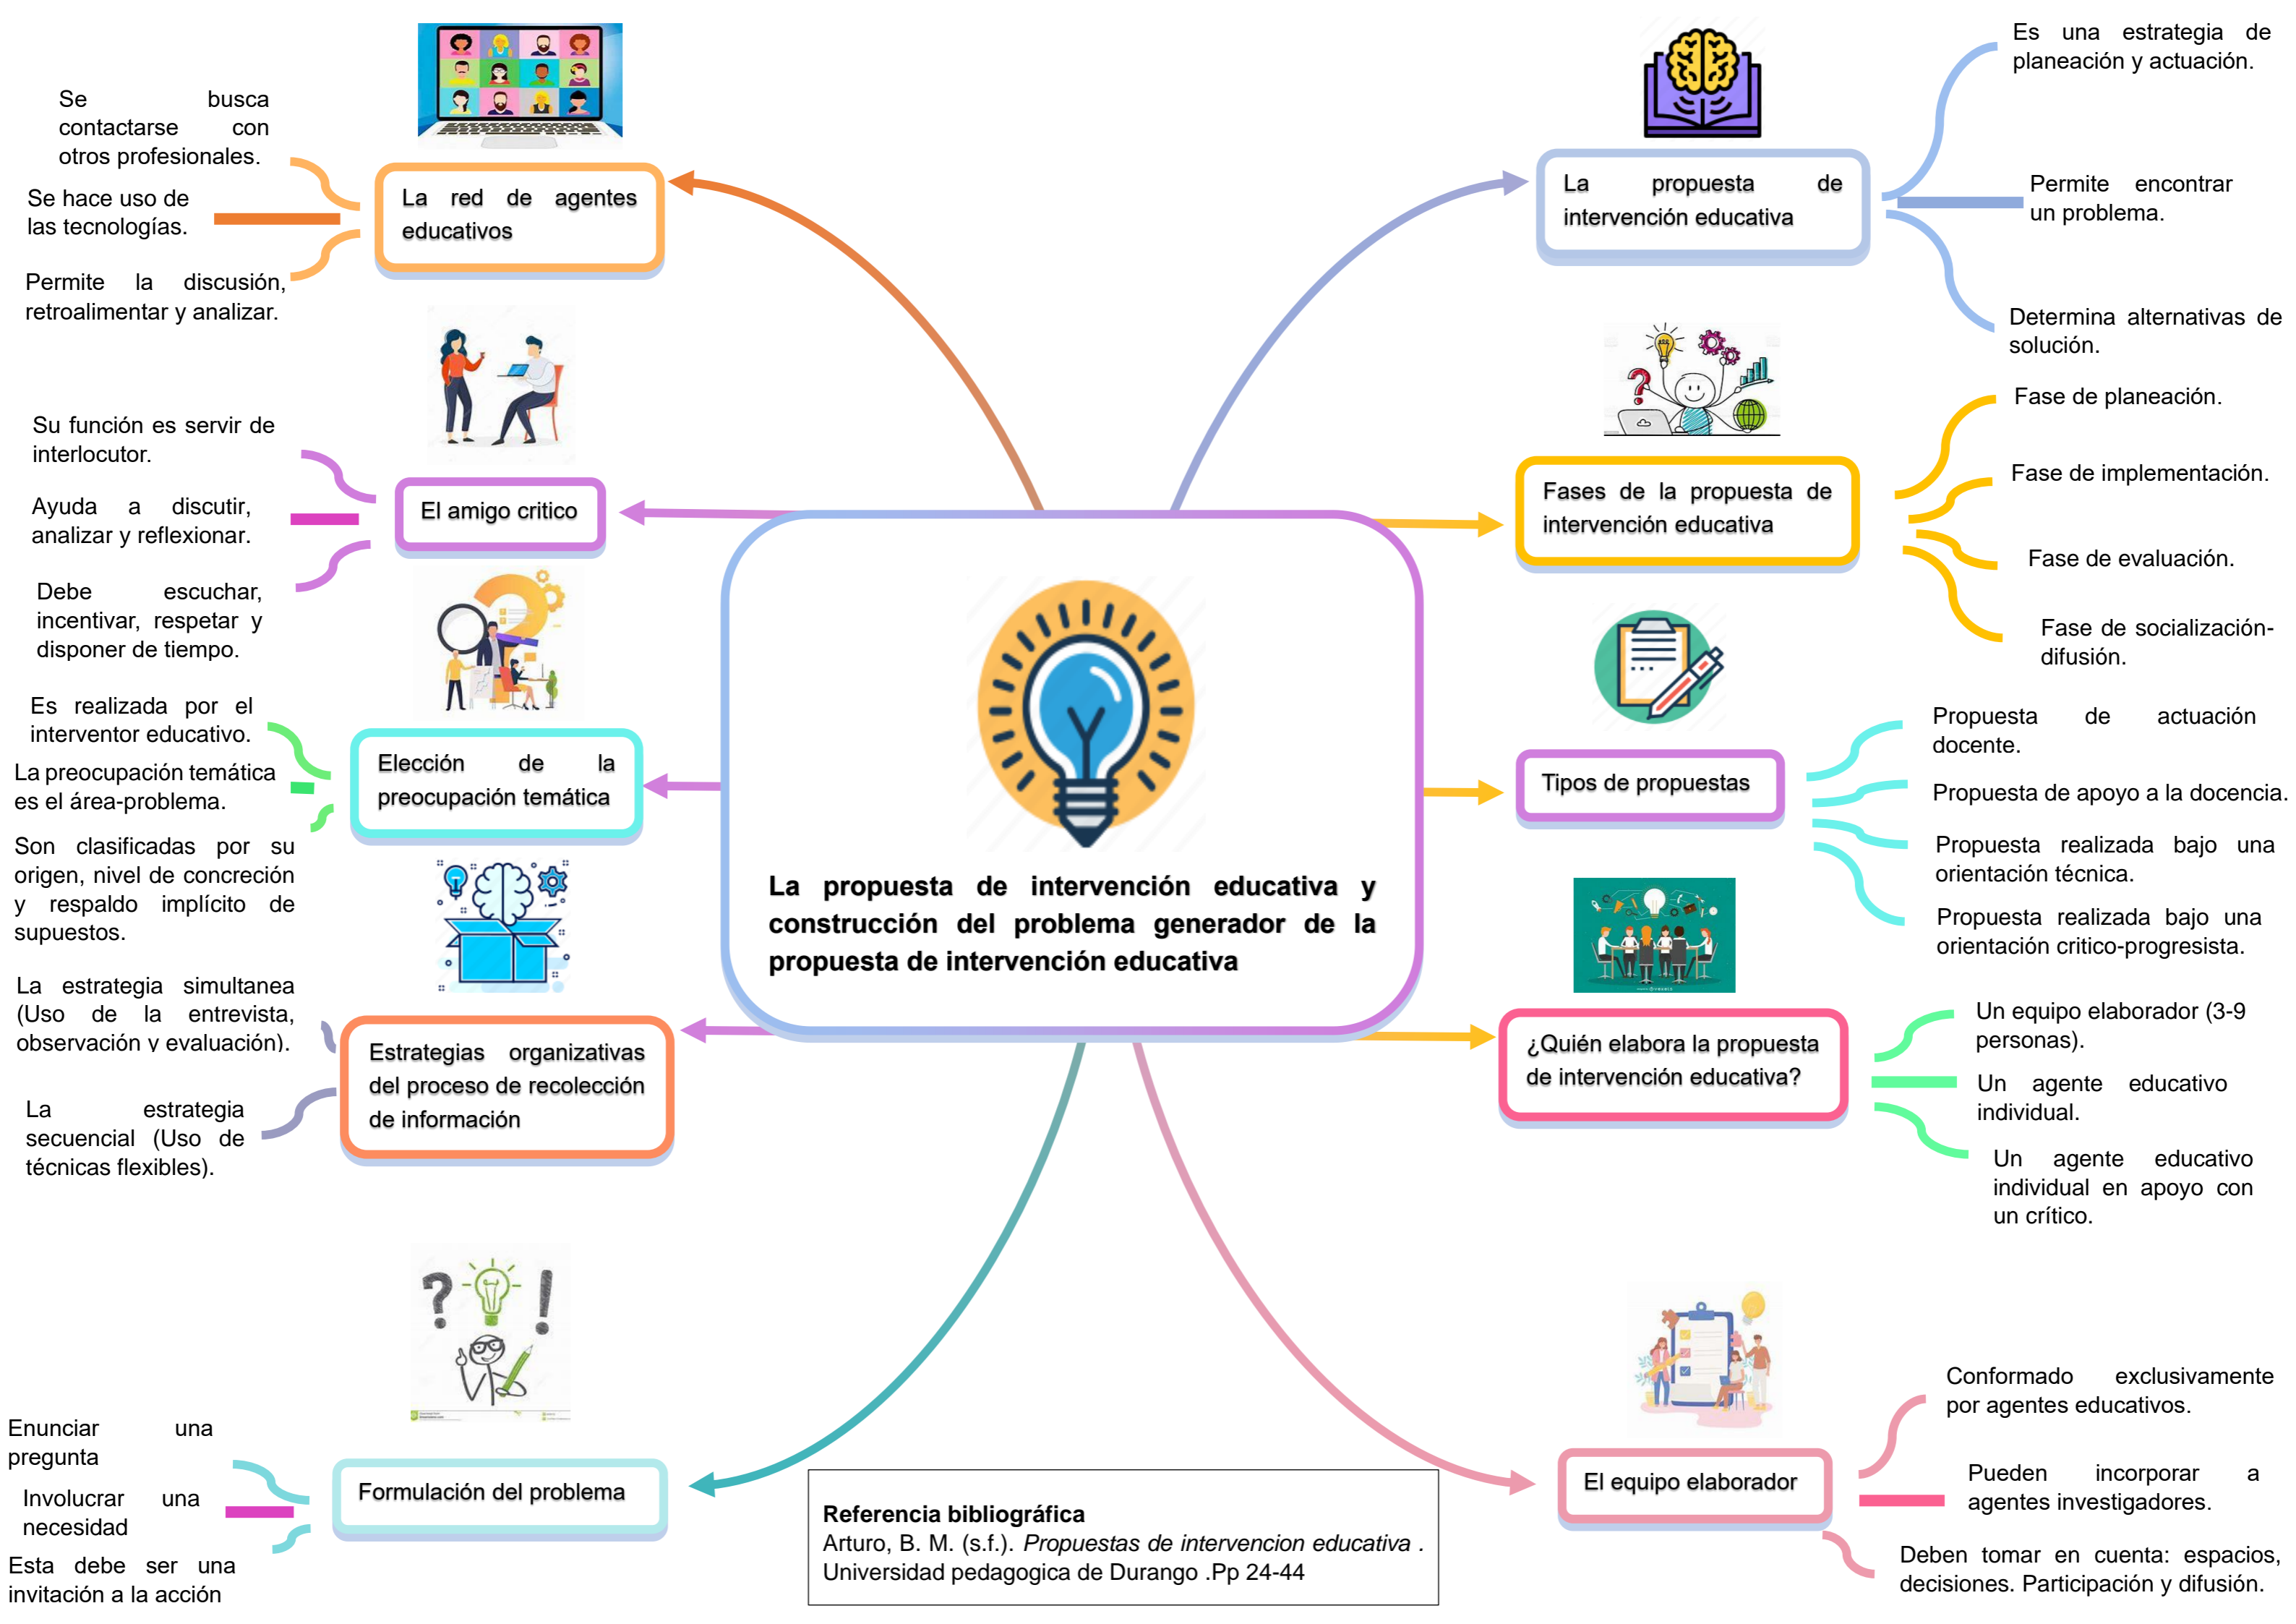 Es una estrategia de
planeación y actuación.
Permite encontrar
un problema.
Determina alternativas de
solución.
La propuesta de
intervención educativa
Fases de la propuesta de
intervención educativa
Fase de planeación.
Fase de implementación.
Fase de evaluación.
Fase de socialización-
difusión.
Tipos de propuestas
Propuesta de actuación
docente.
Propuesta de apoyo a la docencia.
Propuesta realizada bajo una
orientación técnica.
Propuesta realizada bajo una
orientación critico-progresista.
¿Quién elabora la propuesta
de intervención educativa?
Un equipo elaborador (3-9
personas).
Un agente educativo
individual.
Un agente educativo
individual en apoyo con
un crítico.
El equipo elaborador
Conformado exclusivamente
por agentes educativos.
Pueden incorporar a
agentes investigadores.
Deben tomar en cuenta: espacios,
decisiones. Participación y difusión.
La propuesta de intervención educativa y
construcción del problema generador de la
propuesta de intervención educativa
La red de agentes
educativos
Se busca
contactarse con
otros profesionales.
Se hace uso de
las tecnologías.
Permite la discusión,
retroalimentar y analizar.
El amigo critico
Su función es servir de
interlocutor.
Ayuda a discutir,
analizar y reflexionar.
Debe escuchar,
incentivar, respetar y
disponer de tiempo.
Elección de la
preocupación temática
Es realizada por el
interventor educativo.
La preocupación temática
es el área-problema.
Son clasificadas por su
origen, nivel de concreción
y respaldo implícito de
supuestos.
Estrategias organizativas
del proceso de recolección
de información
La estrategia simultanea
(Uso de la entrevista,
observación y evaluación).
La estrategia
secuencial (Uso de
técnicas flexibles).
Formulación del problema
Enunciar una
pregunta
Involucrar una
necesidad
Esta debe ser una
invitación a la acción
Referencia bibliográfica
Arturo, B. M. (s.f.). Propuestas de intervencion educativa .
Universidad pedagogica de Durango .Pp 24-44